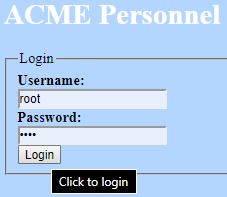 ACME Personnel
Login
Username:
root
Password:
••••
Login
Click to login